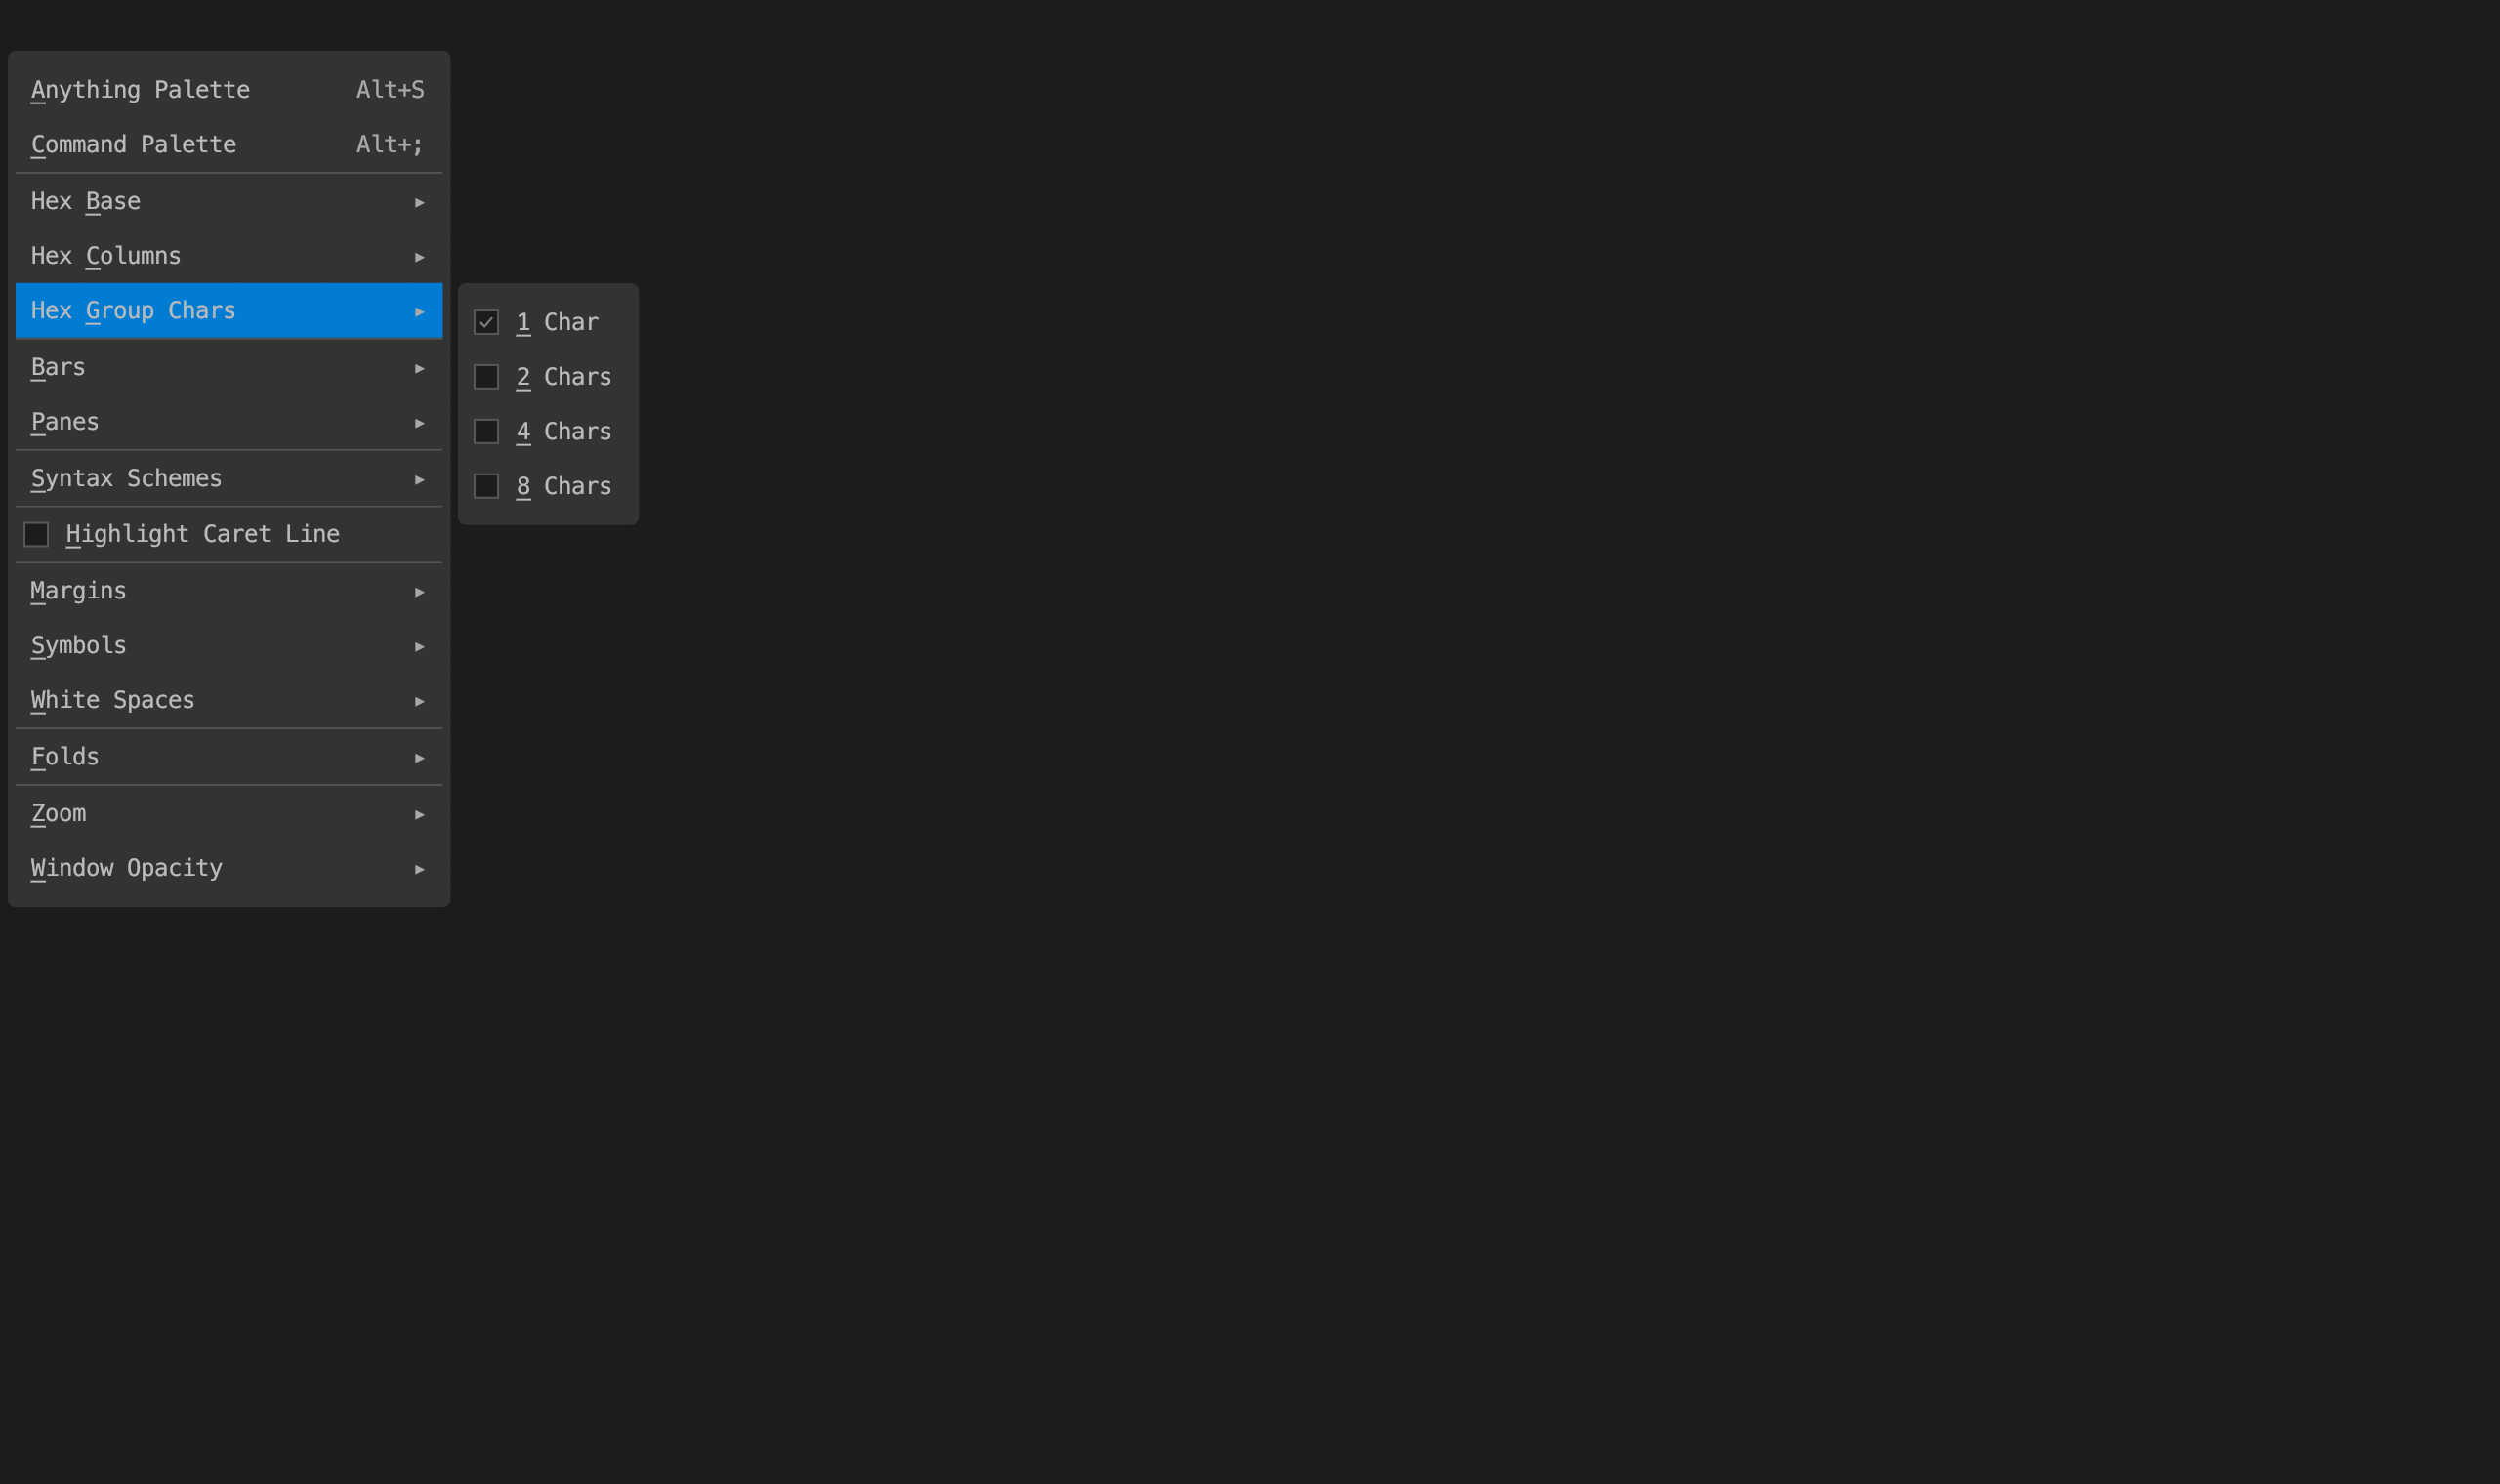 Anything Palette Alt+S
Command Palette Alt+;
Hex Base
Hex Columns
Hex Group Chars
Bars
Panes
Syntax Schemes
Highlight Caret Line
Margins
Symbols
White Spaces
Folds
Zoom
Window Opacity
1 Char
2 Chars
4 Chars
8 Chars